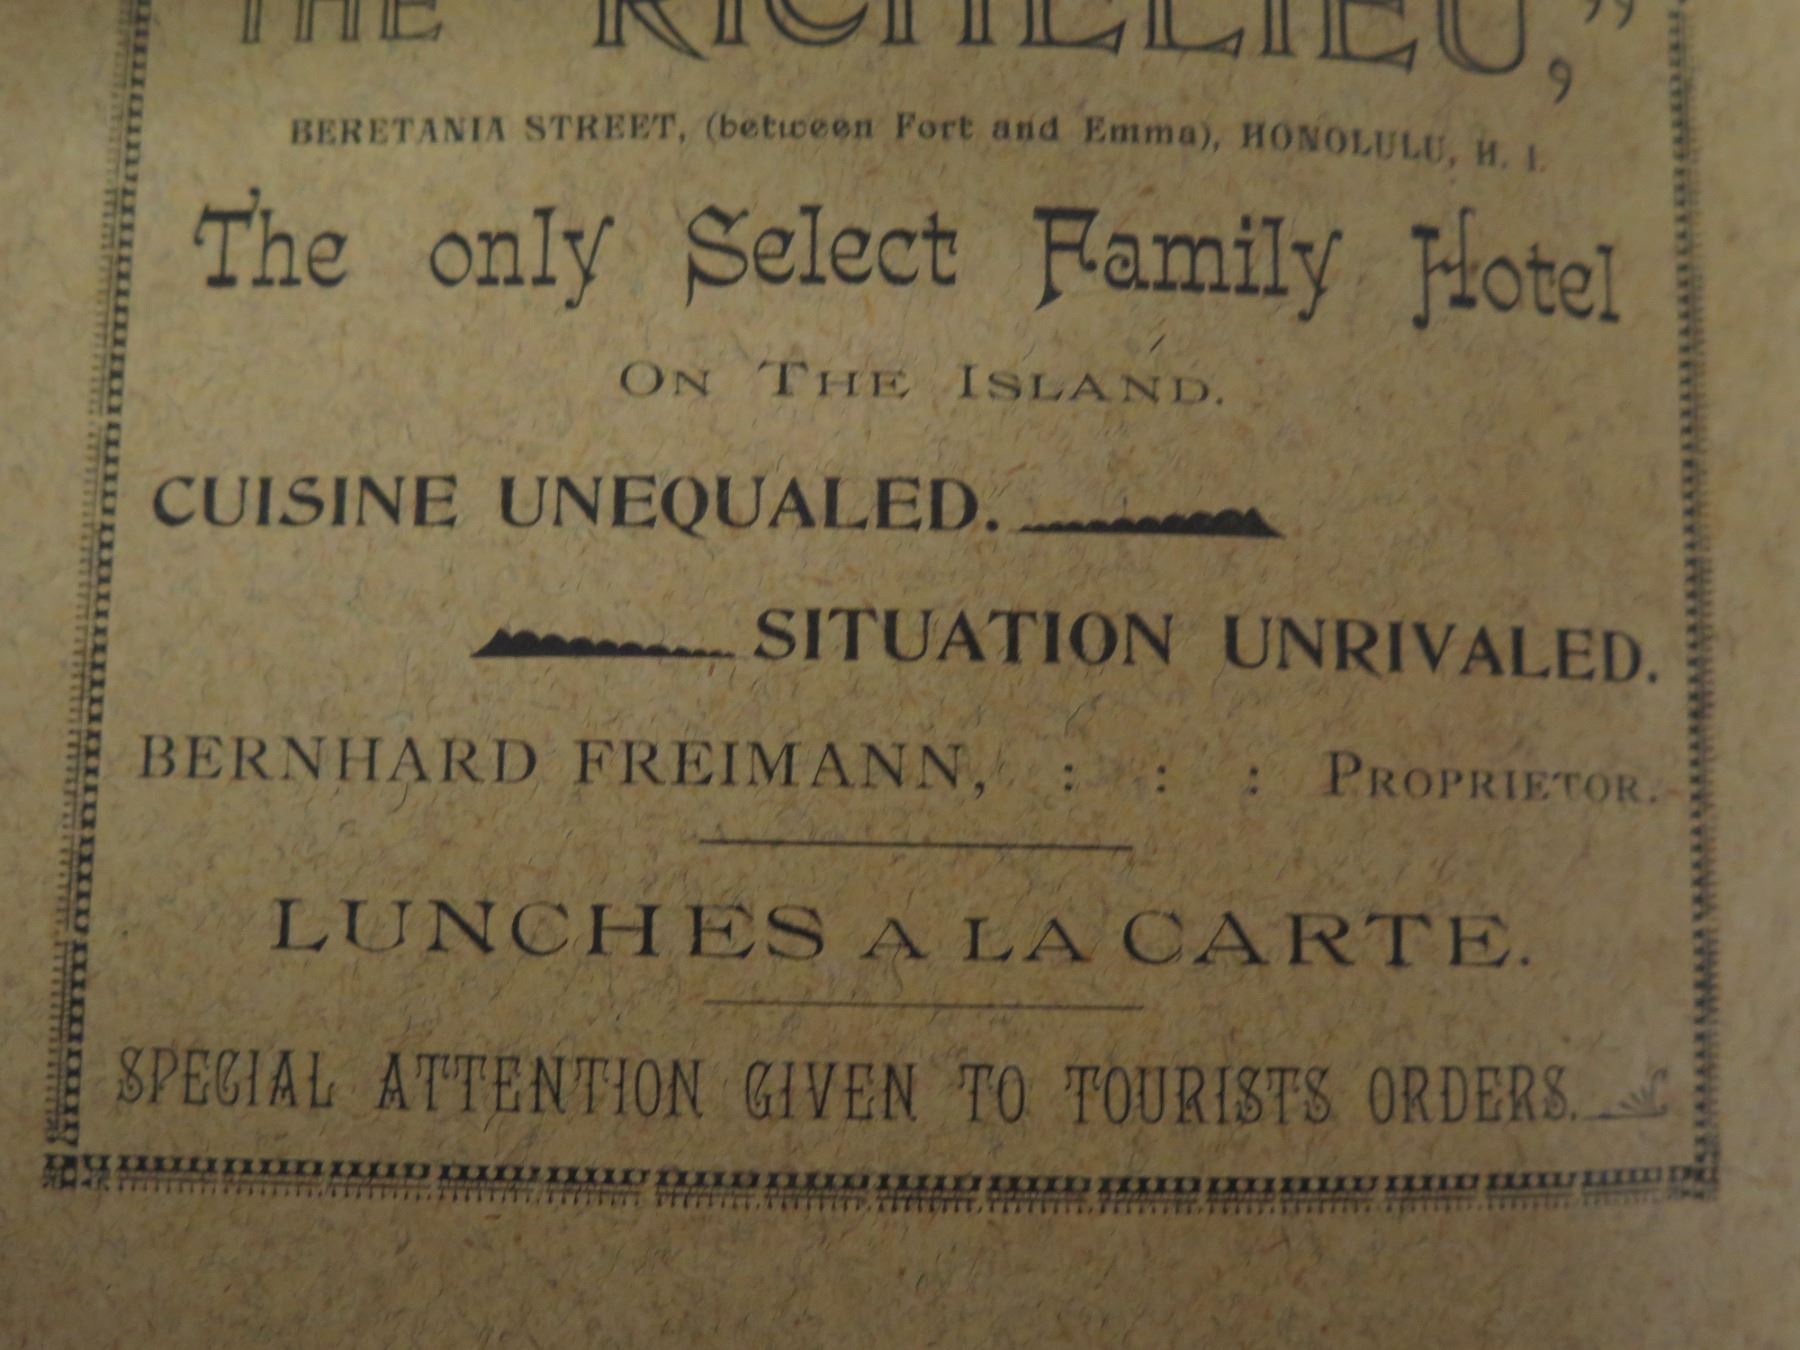 THE "RICHELIEU,"
BERETANIA STREET, (between Fort and Emma), HONOLULU, H. I.
The only Select Family Hotel
ON THE ISLAND.
CUISINE UNEQUALED.
SITUATION UNRIVALED.
BERNHARD FREIMANN, : : : PROPRIETOR.
LUNCHES A LA CARTE.
SPECIAL ATTENTION GIVEN TO TOURISTS ORDERS.